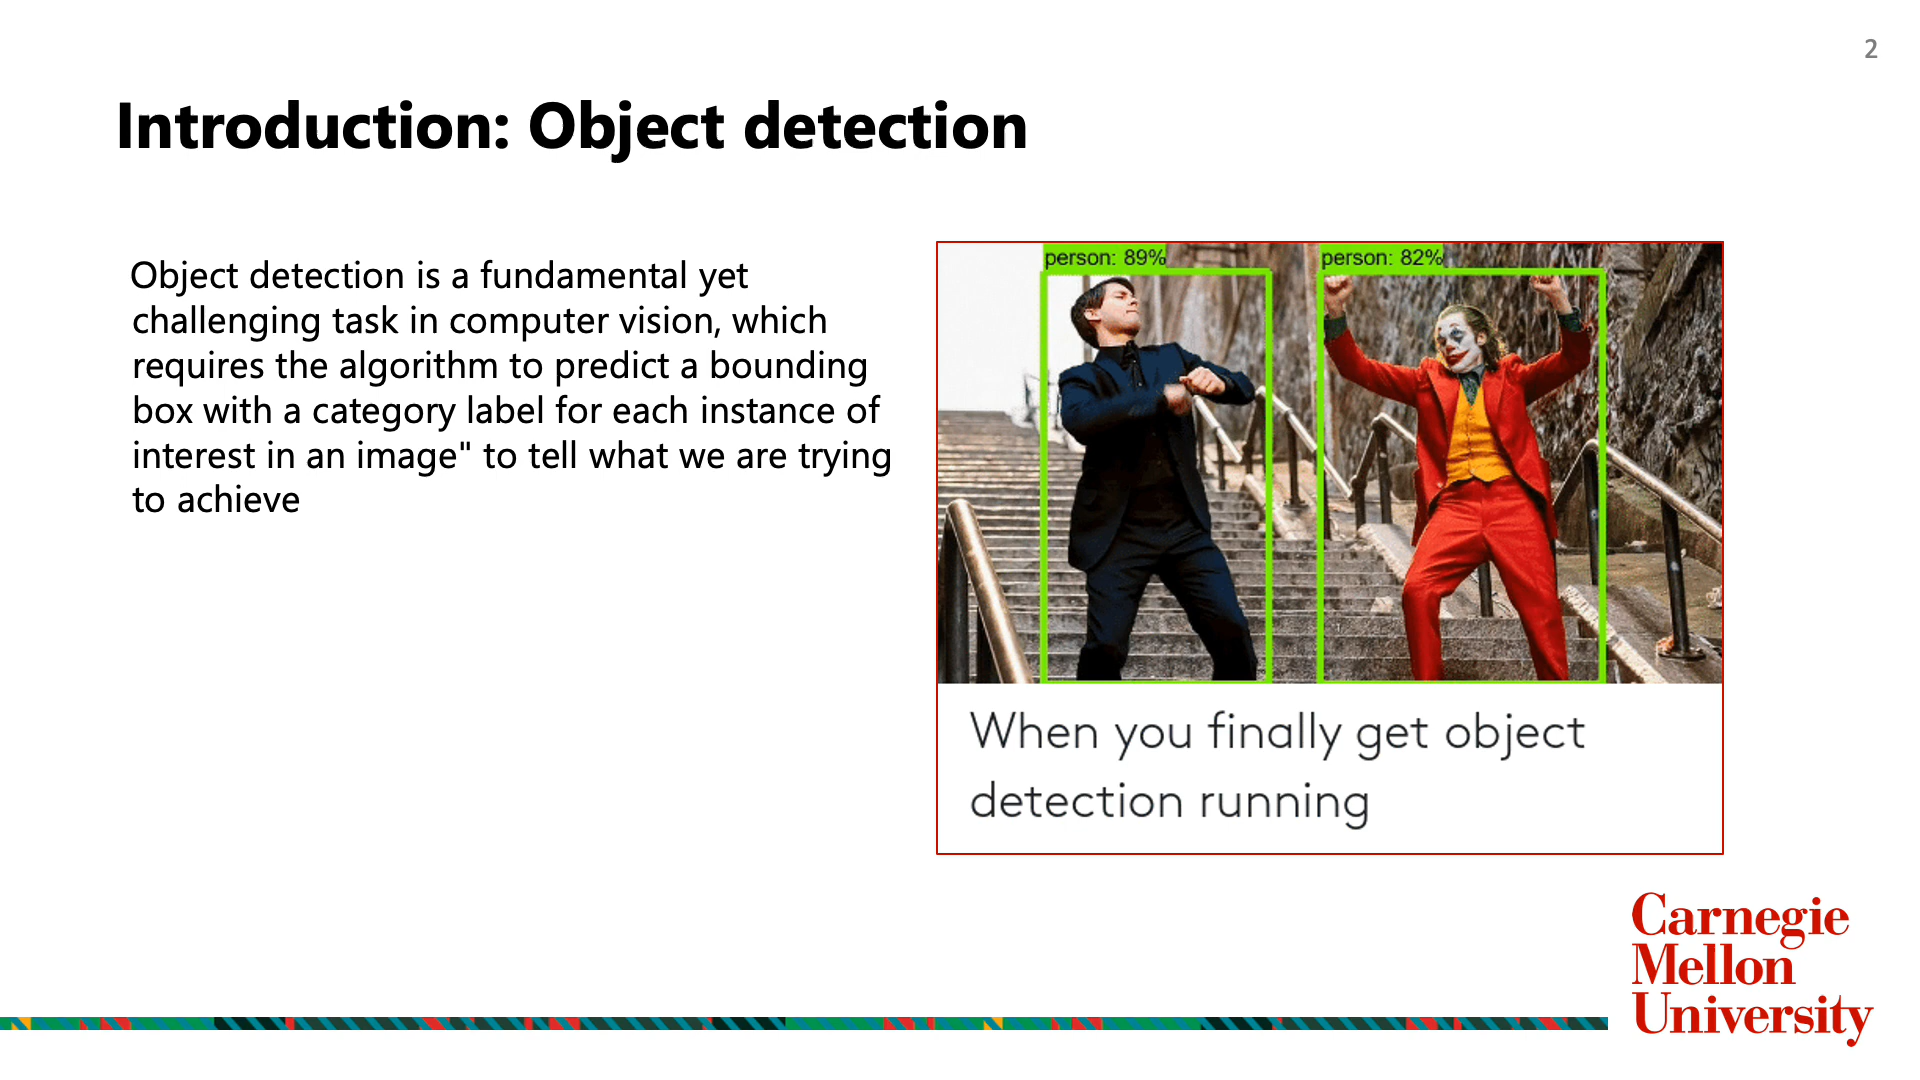 2
Introduction: Object detection
Object detection is a fundamental yet
challenging task in computer vision, which
requires the algorithm to predict a bounding
box with a category label for each instance of
interest in an image" to tell what we are trying
to achieve
person: 89%
person: 82%
When you finally get object
detection running
Carnegie
Mellon
University